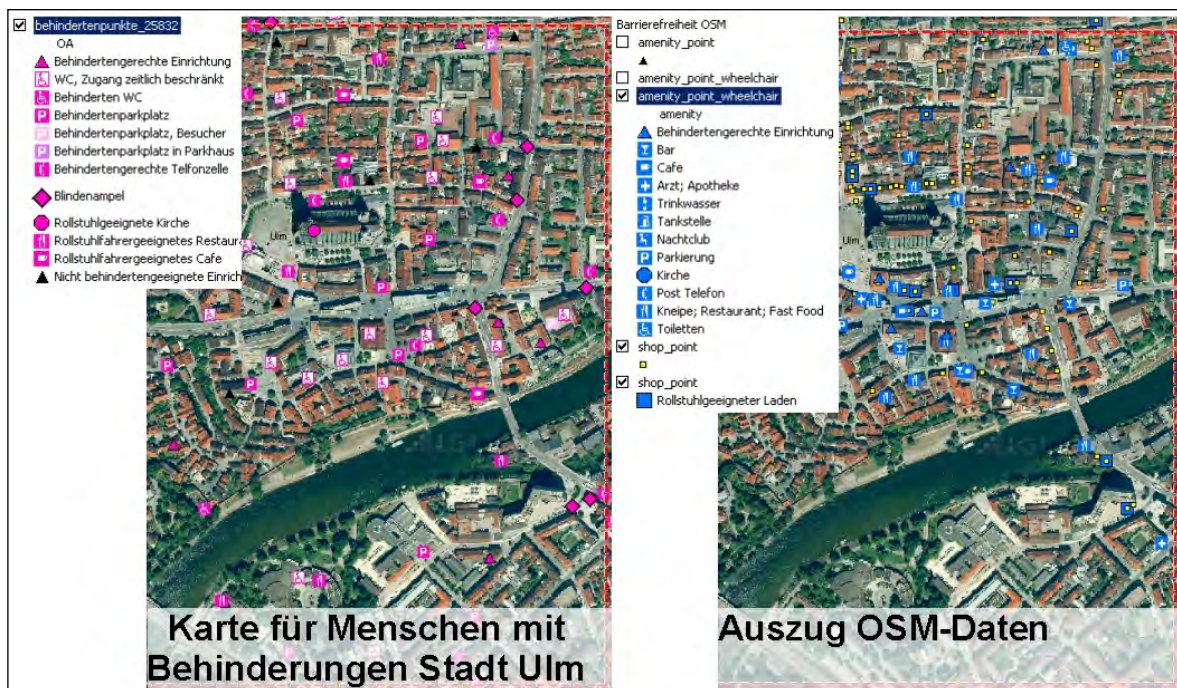 behindertenpunkte_25832
OA
Behindertengerechte Einrichtung
WC, Zugang zeitlich beschränkt
Behinderten WC
Behindertenparkplatz
Behindertenparkplatz, Besucher
Behindertenparkplatz in Parkhaus
Behindertengerechte Telfonzelle
Blindenampel
Rollstuhlgeeignete Kirche
Rollstuhlfahrergeeignetes Restaur
Rollstuhlfahrergeeignetes Cafe
Nicht behindertengeeignete Einrich
Ulm
Karte für Menschen mit
Behinderungen Stadt Ulm
Barrierefreiheit OSM
amenity_point
amenity_point_wheelchair
amenity_point_wheelchair
amenity
Behindertengerechte Einrichtung
Bar
Cafe
Arzt; Apotheke
Trinkwasser
Tankstelle
Nachtclub
Parkierung
Kirche
Post Telefon
Kneipe; Restaurant; Fast Food
Toiletten
shop_point
shop_point
Rollstuhlgeeigneter Laden
Ulm
Auszug OSM-Daten